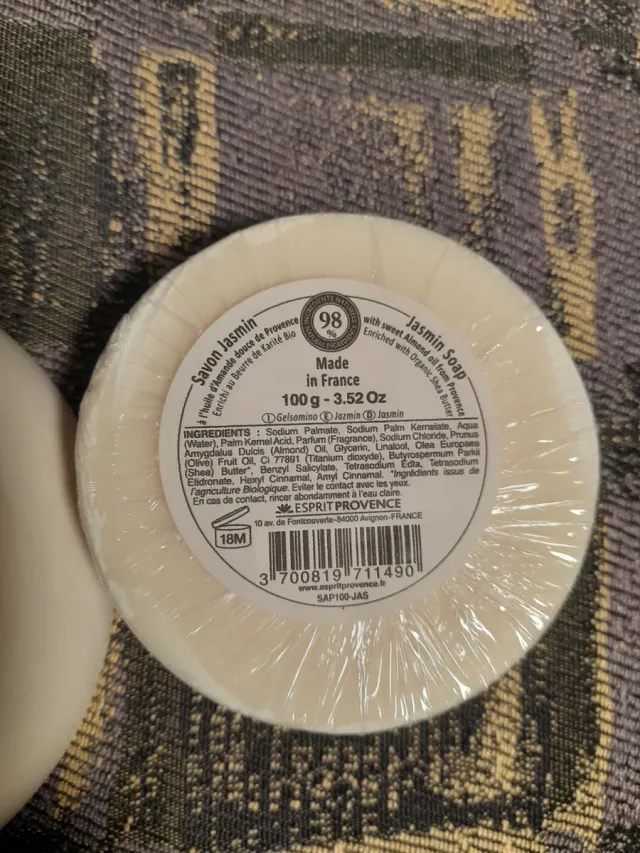 Savon Jasmin
à l'huile d'Amande douce de Provence
Enrichi au Beurre de Karité Bio
98
%
Jasmin Soap
with sweet Almond oil from Provence
Enriched with Organic Shea Butter
Made
in France
100 g - 3.52 Oz
I Gelsomino E Jazmin D Jasmin
INGREDIENTS : Sodium Palmate, Sodium Palm Kernelate, Aqua
(Water), Palm Kernel Acid, Parfum (Fragrance), Sodium Chloride, Prunus
Amygdalus Dulcis (Almond) Oil, Glycerin, Linalool, Olea Europaea
(Olive) Fruit Oil, Ci 77891 (Titanium dioxyde), Butyrospermum Parkii
(Shea) Butter*, Benzyl Salicylate, Tetrasodium Edta, Tetrasodium
Etidronate, Hexyl Cinnamal, Amyl Cinnamal. *Ingrédients issus de
l'agriculture Biologique. Eviter le contact avec les yeux.
En cas de contact, rincer abondamment à l'eau claire.
ESPRIT PROVENCE
10 av. de Fontcouverte-84000 Avignon-FRANCE
18M
3 700819 711490
www.espritprovence.fr
SAP100-JAS